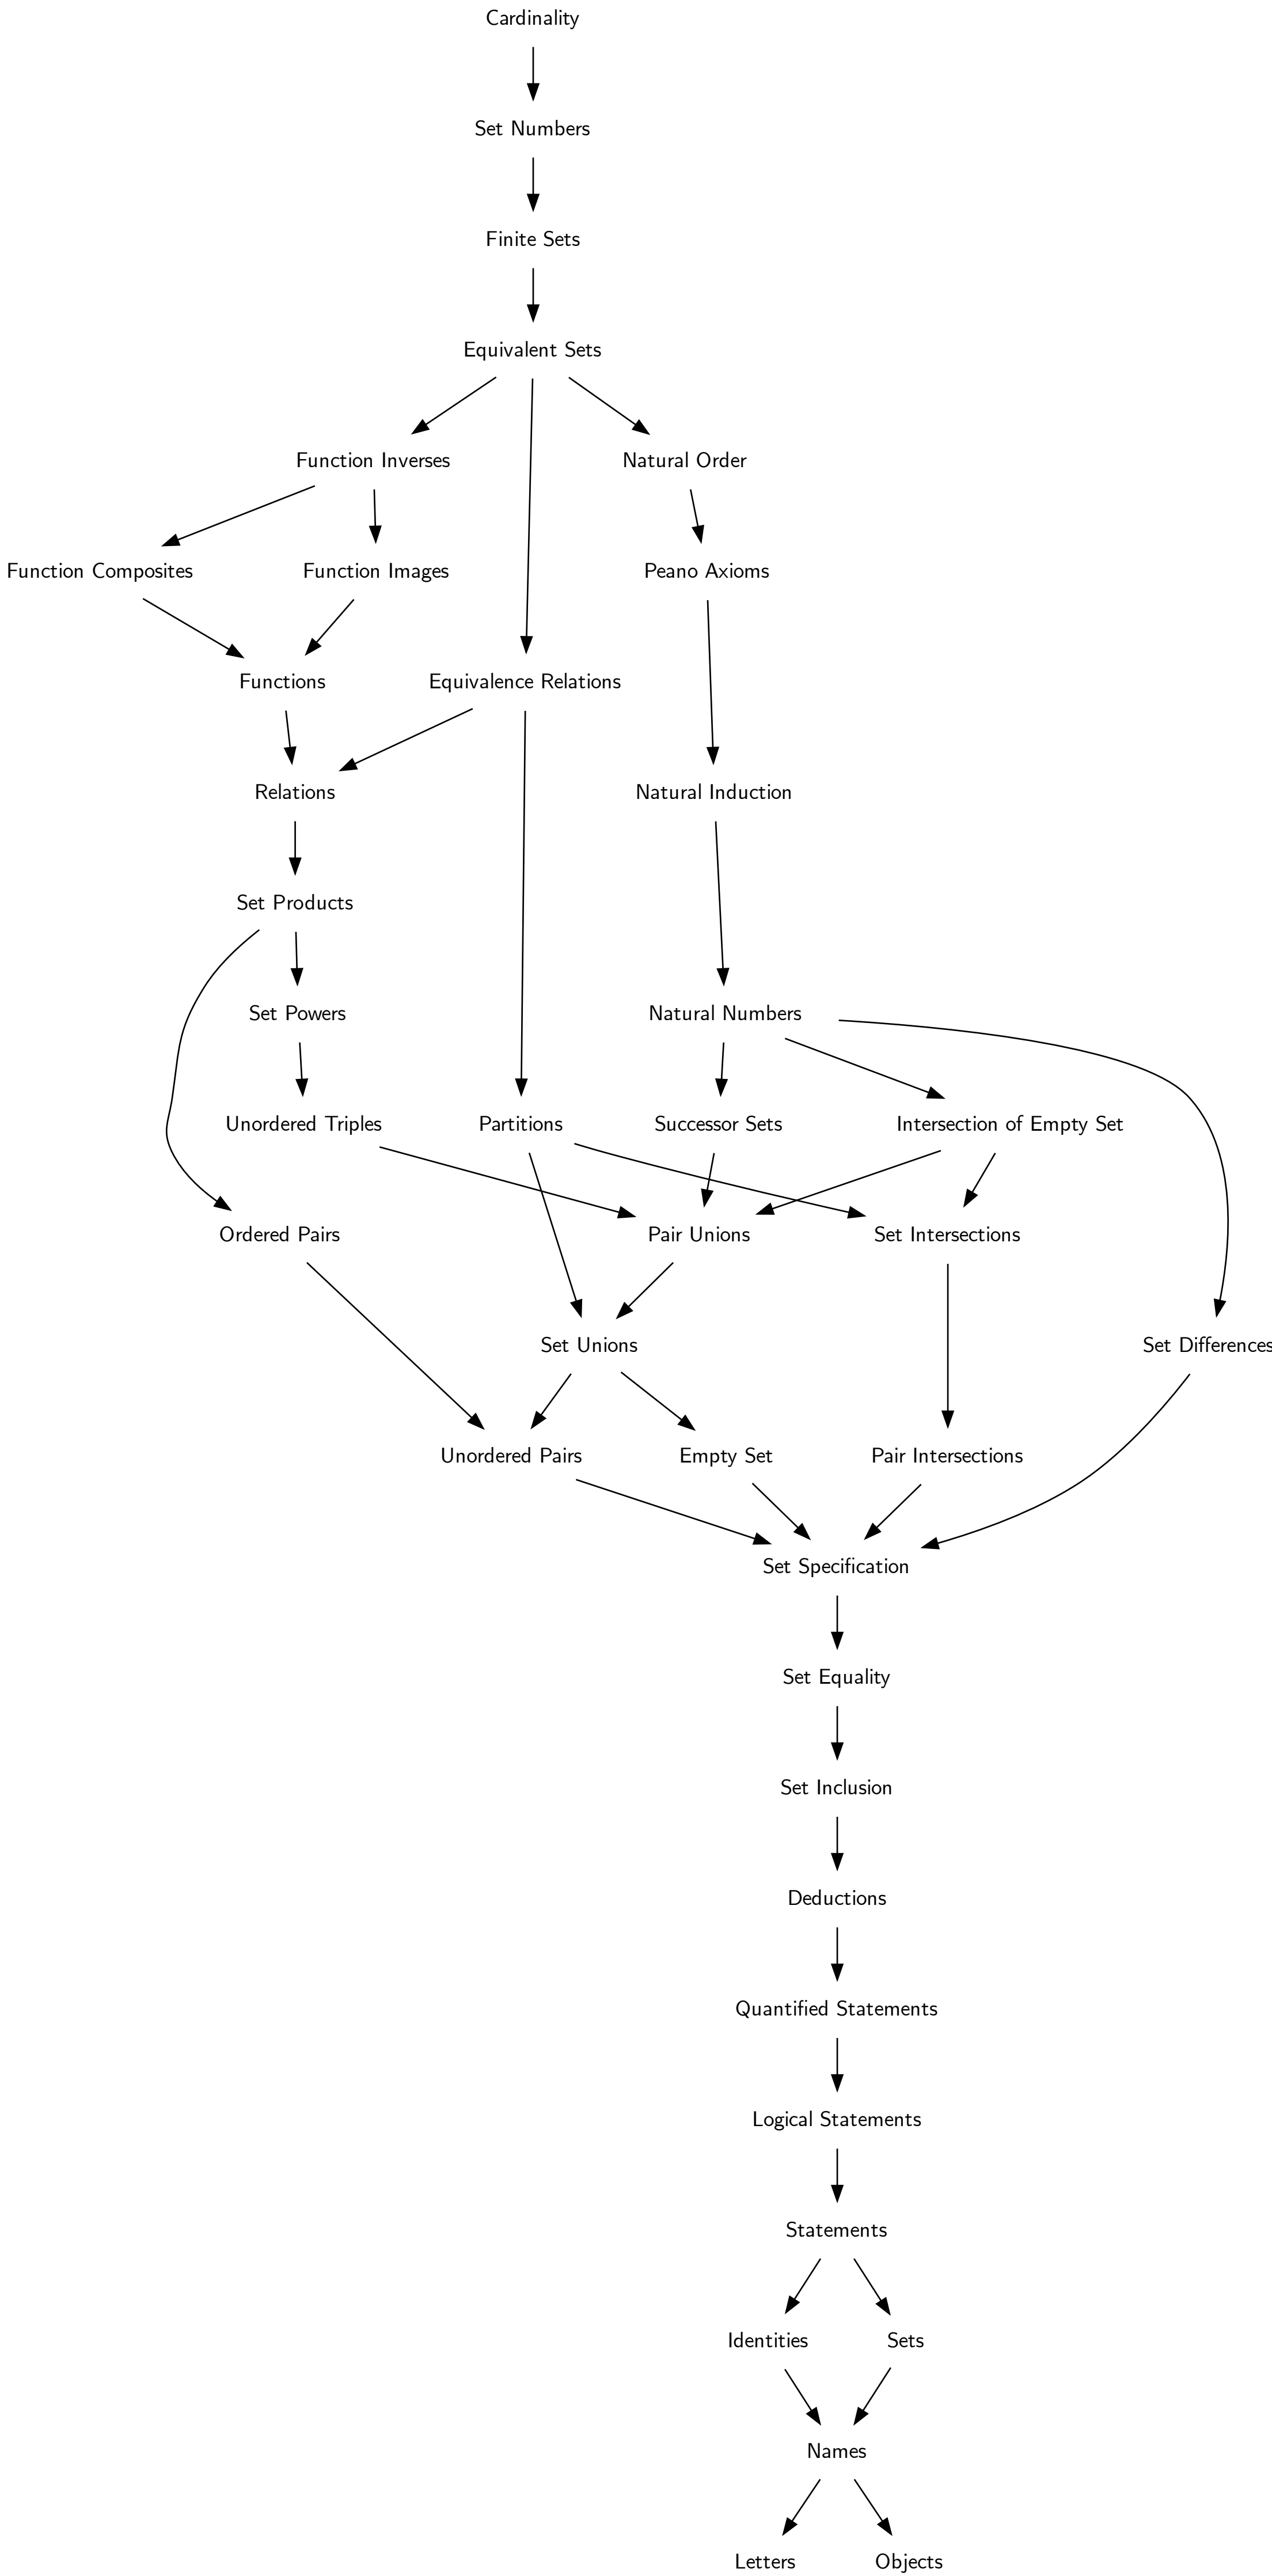 Cardinality
Set Numbers
Finite Sets
Equivalent Sets
Function Inverses
Natural Order
Function Composites
Function Images
Peano Axioms
Functions
Equivalence Relations
Relations
Natural Induction
Set Products
Set Powers
Natural Numbers
Unordered Triples
Partitions
Successor Sets
Intersection of Empty Set
Ordered Pairs
Pair Unions
Set Intersections
Set Unions
Set Differences
Unordered Pairs
Empty Set
Pair Intersections
Set Specification
Set Equality
Set Inclusion
Deductions
Quantified Statements
Logical Statements
Statements
Identities
Sets
Names
Letters
Objects